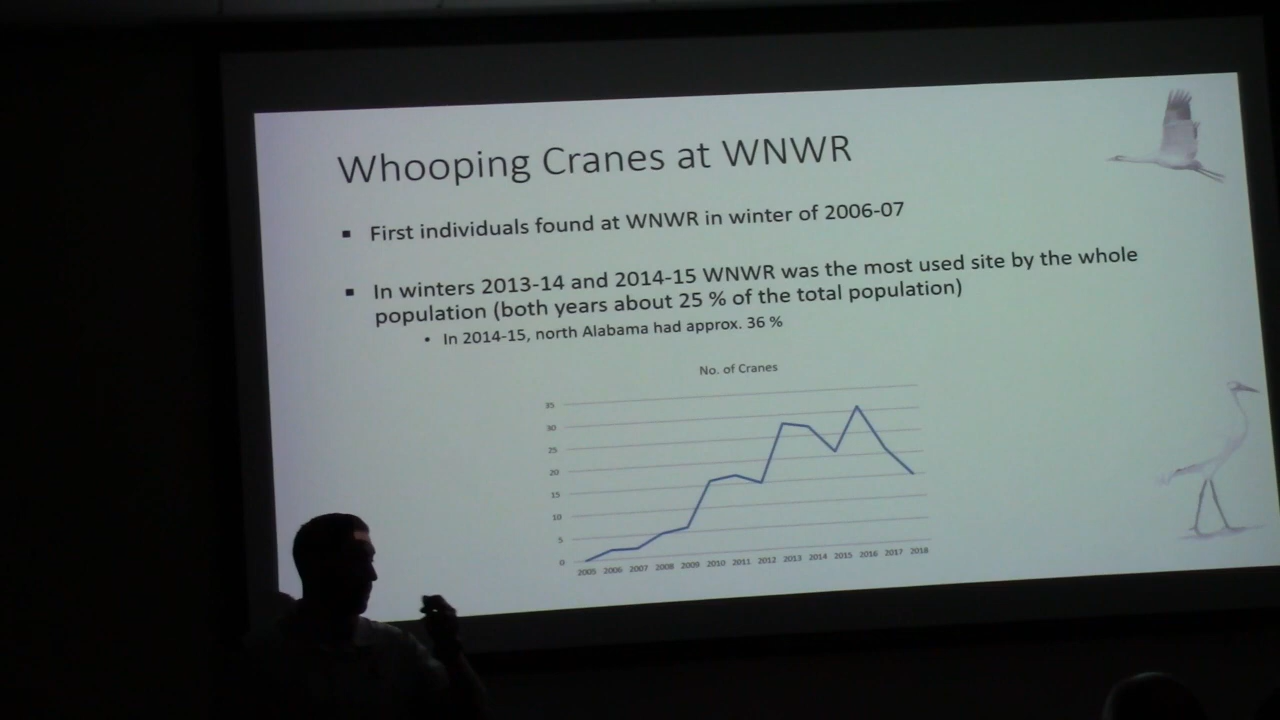 Whooping Cranes at WNWR
▪ First individuals found at WNWR in winter of 2006-07
▪ In winters 2013-14 and 2014-15 WNWR was the most used site by the whole
population (both years about 25 % of the total population)
• In 2014-15, north Alabama had approx. 36 %
No. of Cranes
35
30
25
20
15
10
5
0
2005 2006 2007 2008 2009 2010 2011 2012 2013 2014 2015 2016 2017 2018